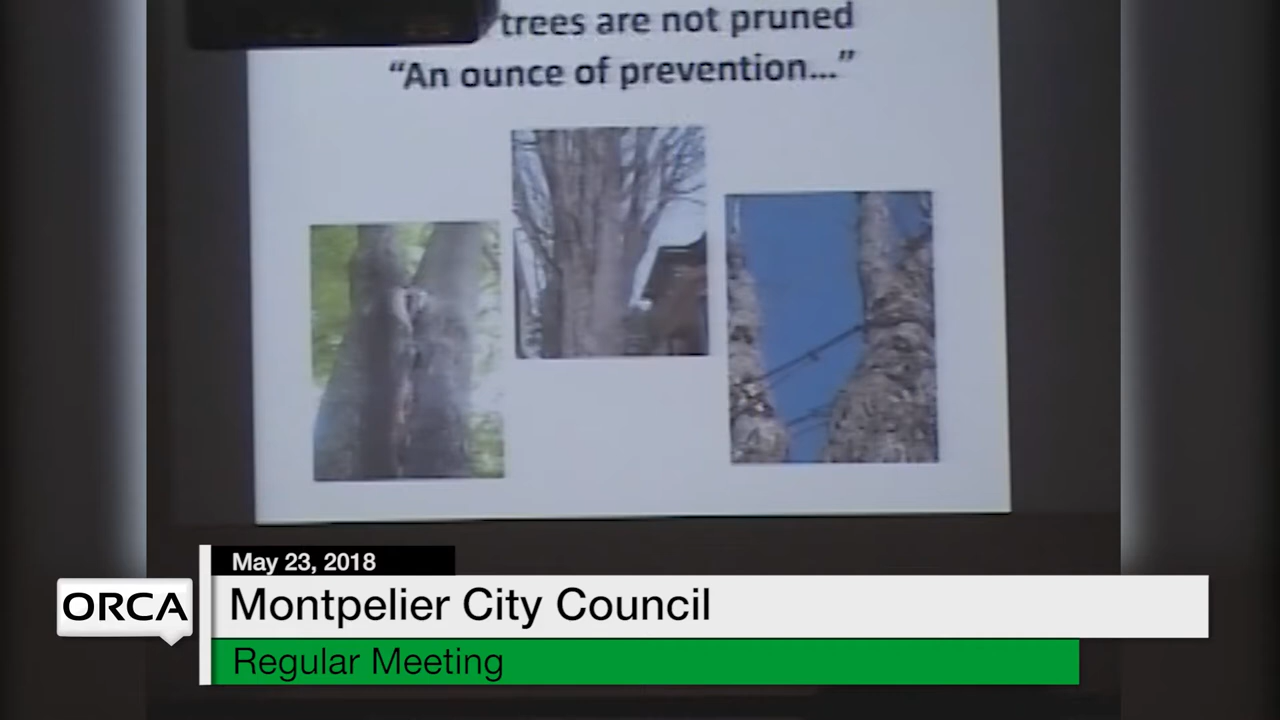 trees are not pruned
“An ounce of prevention...”
May 23, 2018
ORCA
Montpelier City Council
Regular Meeting